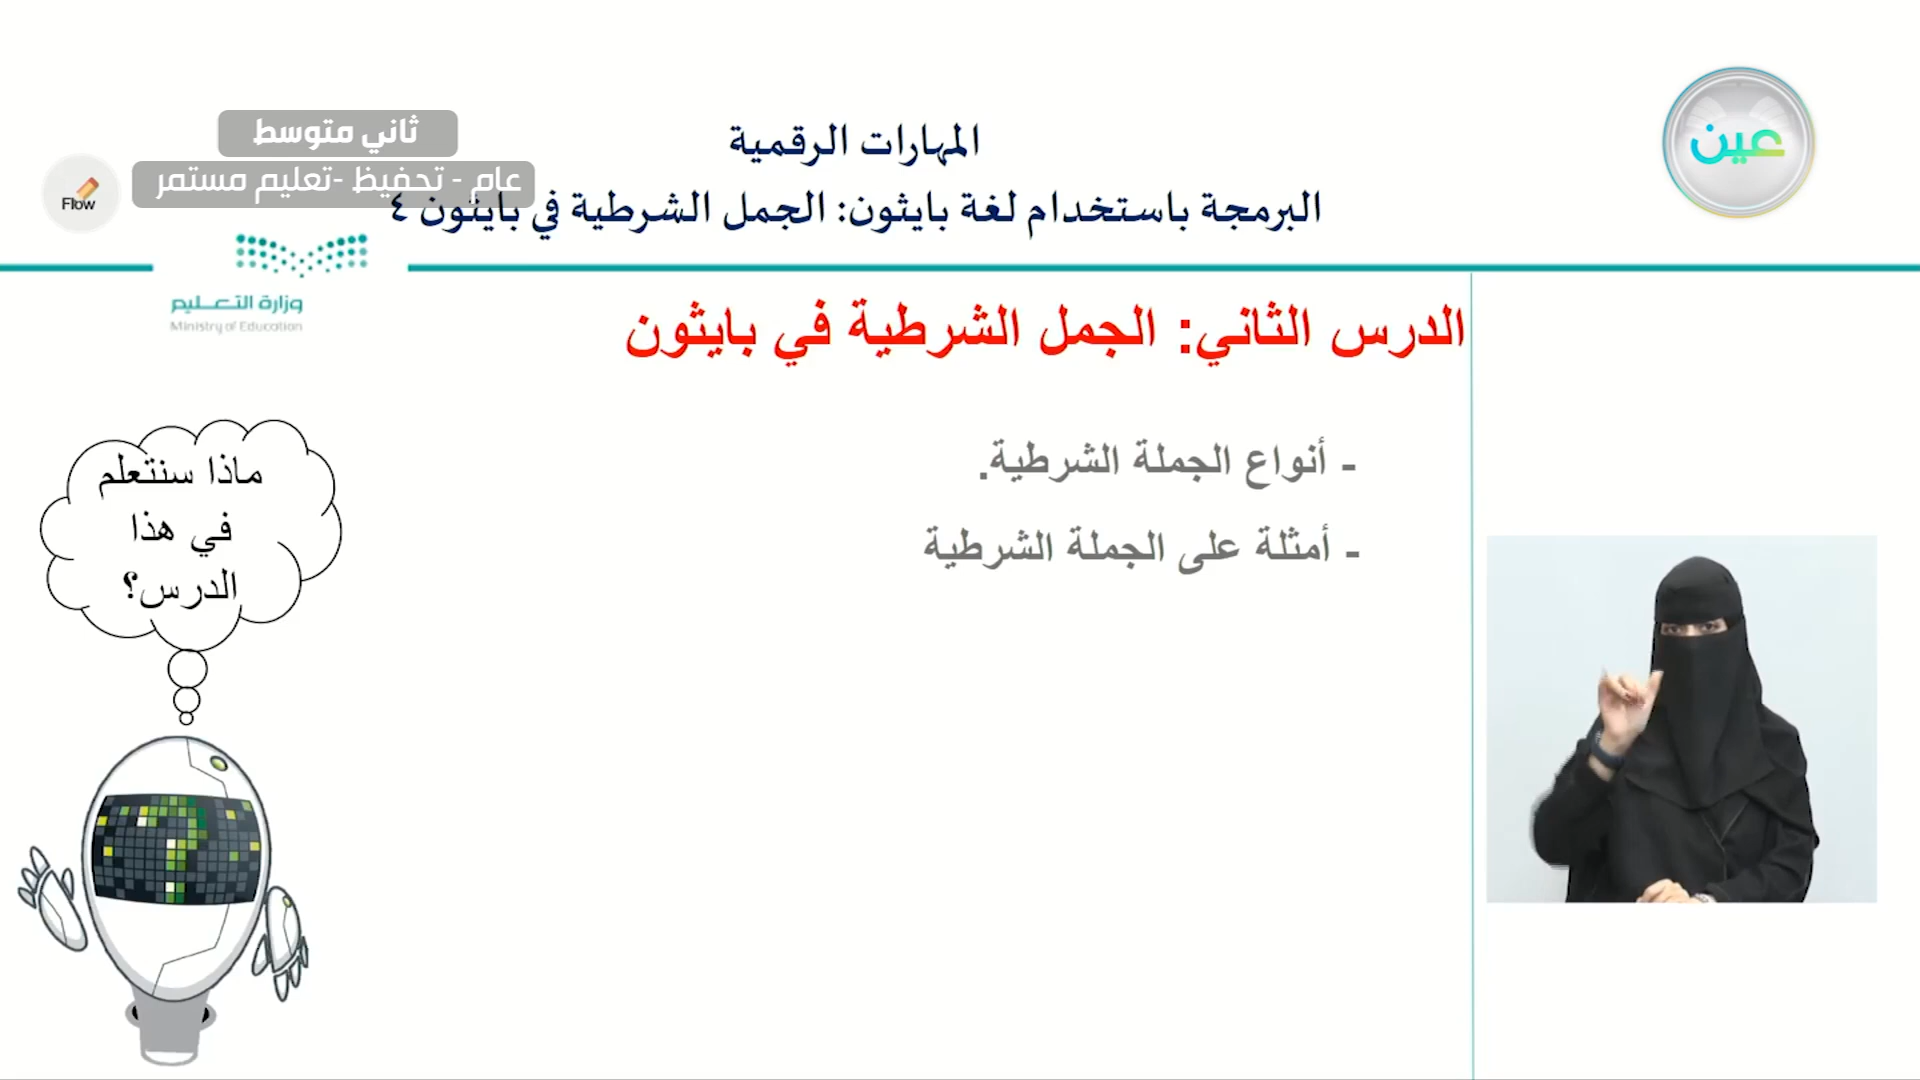 المهارات الرقمية
عين
ثاني متوسط
عام - تحفيظ -تعليم مستمر
Flow
البرمجة باستخدام لغة بايثون: الجمل الشرطية في بايثون ٤
وزارة التعليم
Ministry of Education
الدرس الثاني: الجمل الشرطية في بايثون
- أنواع الجملة الشرطية.
- أمثلة على الجملة الشرطية
ماذا سنتعلم
في هذا
الدرس؟